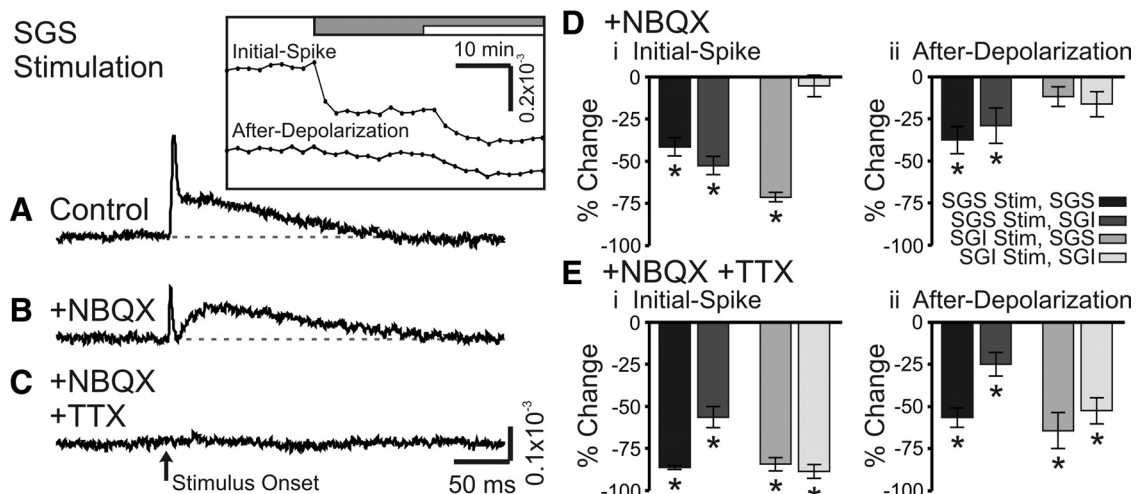 SGS
Stimulation
10 min
0.2x10-3
Initial-Spike
After-Depolarization
A Control
B +NBQX
C +NBQX
+TTX
Stimulus Onset
50 ms
0.1x10-3
D +NBQX
i Initial-Spike
ii After-Depolarization
0
-25
-50
-75
-100
% Change
* * *
0
-25
-50
-75
-100
% Change
* *
SGS Stim, SGS
SGS Stim, SGI
SGI Stim, SGS
SGI Stim, SGI
E +NBQX +TTX
i Initial-Spike
ii After-Depolarization
0
-25
-50
-75
-100
% Change
* * * *
0
-25
-50
-75
-100
% Change
* * * *